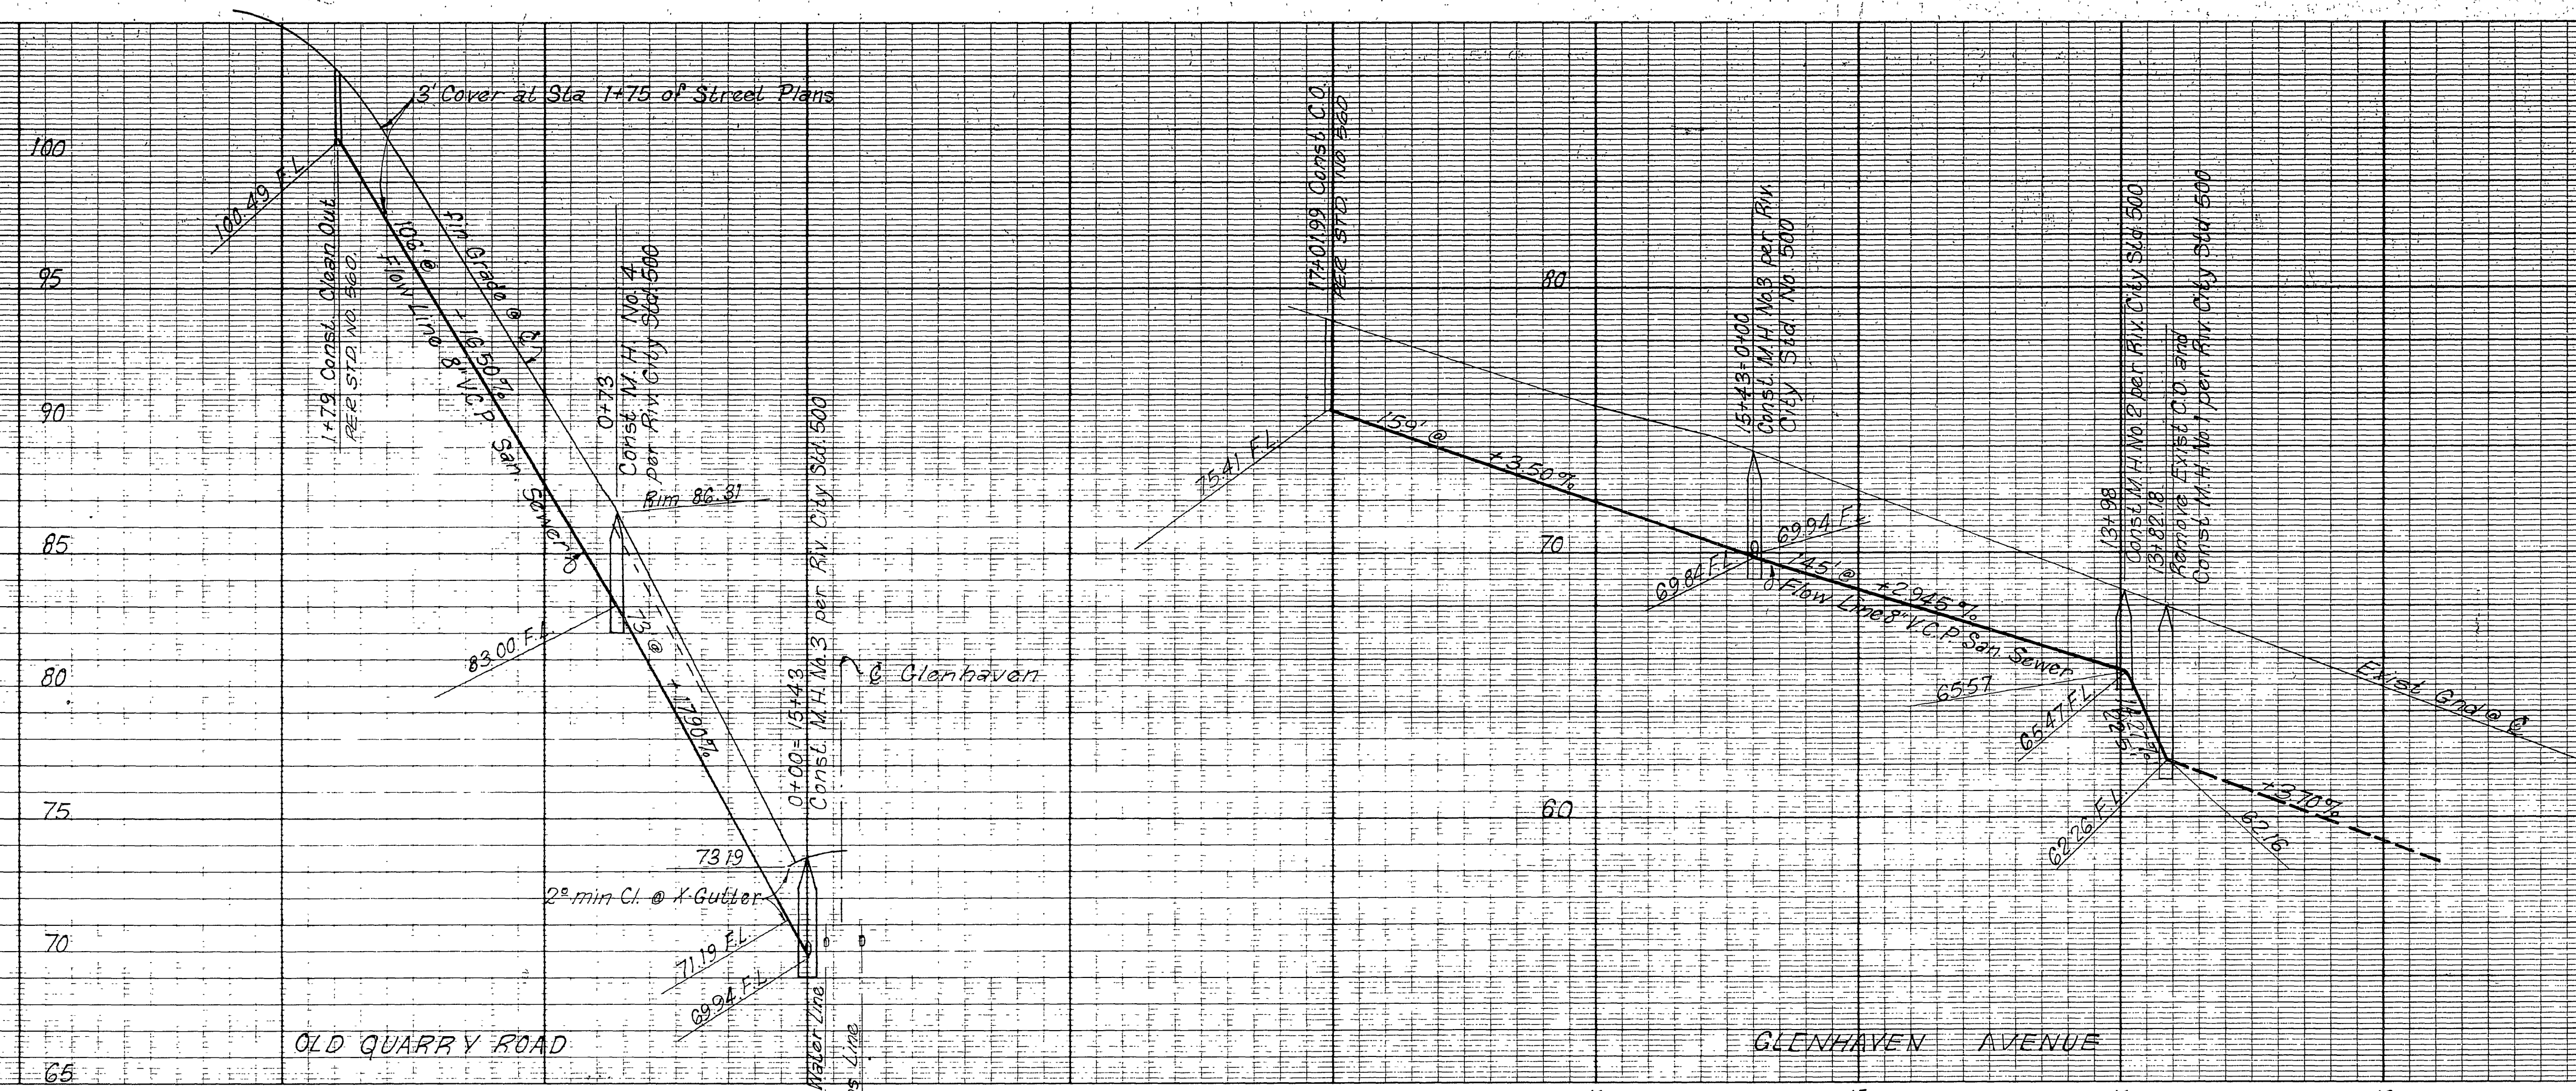 3' Cover at Sta 1+75 of Street Plans
100
95
90
85
80
75
70
65
100.49 F.L.
1+79 Const. Clean Out
PER STD. NO. 560.
106' @
+16.50%
Flow Line 8" V.C.P. San. Sewer
Fin Grade @ ℄
0+73
Const M.H. No. 4
per Riv. City Std. 500
Rim 86.31
83.00 F.L.
73' @
+17.90%
0+00 = 15+43
Const. M.H. No. 3 per Riv. City Std. 500
℄ Glenhaven
73.19
2º min Cl. @ X-Gutter
71.19 F.L.
69.94 F.L.
Water Line
s Line
OLD QUARRY ROAD
17+01.99 Const. C.O.
PER STD. NO. 560
80
70
60
75.41 F.L.
159' @
+3.50%
15+43=0+00
Const. M.H. No.3 per Riv.
City Std. No. 500
69.94 F.L.
69.84 F.L.
145' @ +2.945%
Flow Line 8" V.C.P. San. Sewer
13+98
Const M.H. No 2 per Riv. City Std 500
13+82.18
Remove Exist C.O. and
Const M.H. No 1 per Riv. City Std 500
65.57
65.47 F.L.
62.26 F.L.
62.16
+3.70%
Exist Gnd @ ℄
GLENHAVEN AVENUE